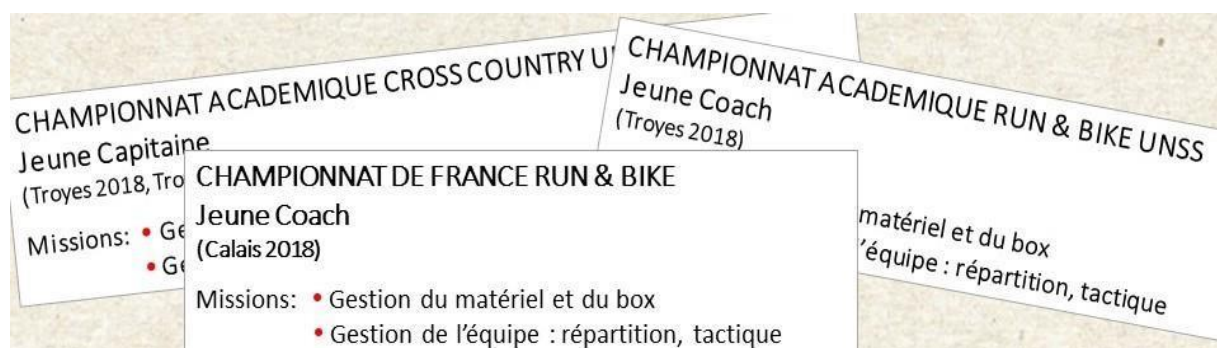 CHAMPIONNAT ACADEMIQUE CROSS COUNTRY U
Jeune Capitaine
(Troyes 2018, Tro
Missions: • Ge
• Ge
CHAMPIONNAT ACADEMIQUE RUN & BIKE UNSS
Jeune Coach
(Troyes 2018)
matériel et du box
’équipe : répartition, tactique
CHAMPIONNAT DE FRANCE RUN & BIKE
Jeune Coach
(Calais 2018)
Missions: • Gestion du matériel et du box
• Gestion de l’équipe : répartition, tactique